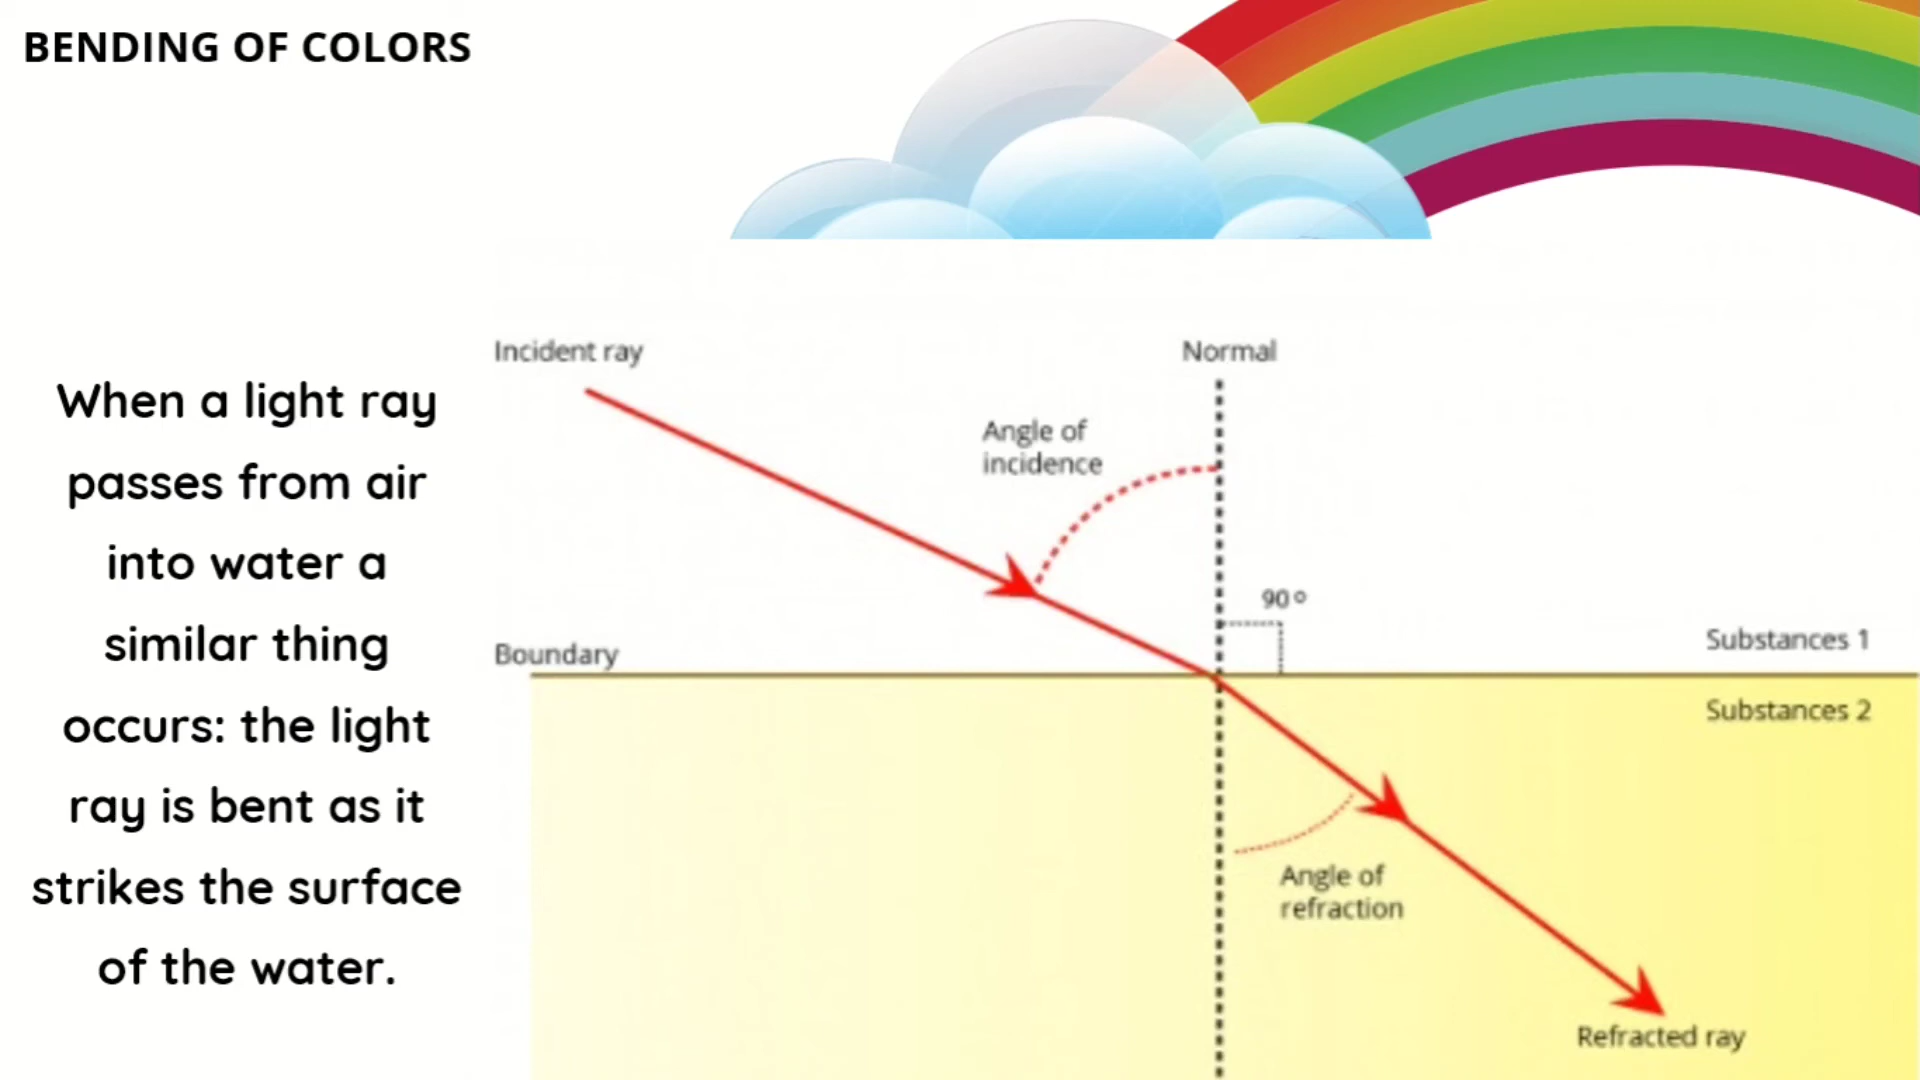 BENDING OF COLORS
When a light ray
passes from air
into water a
similar thing
occurs: the light
ray is bent as it
strikes the surface
of the water.
Incident ray
Normal
Angle of
incidence
90°
Boundary
Substances 1
Substances 2
Angle of
refraction
Refracted ray